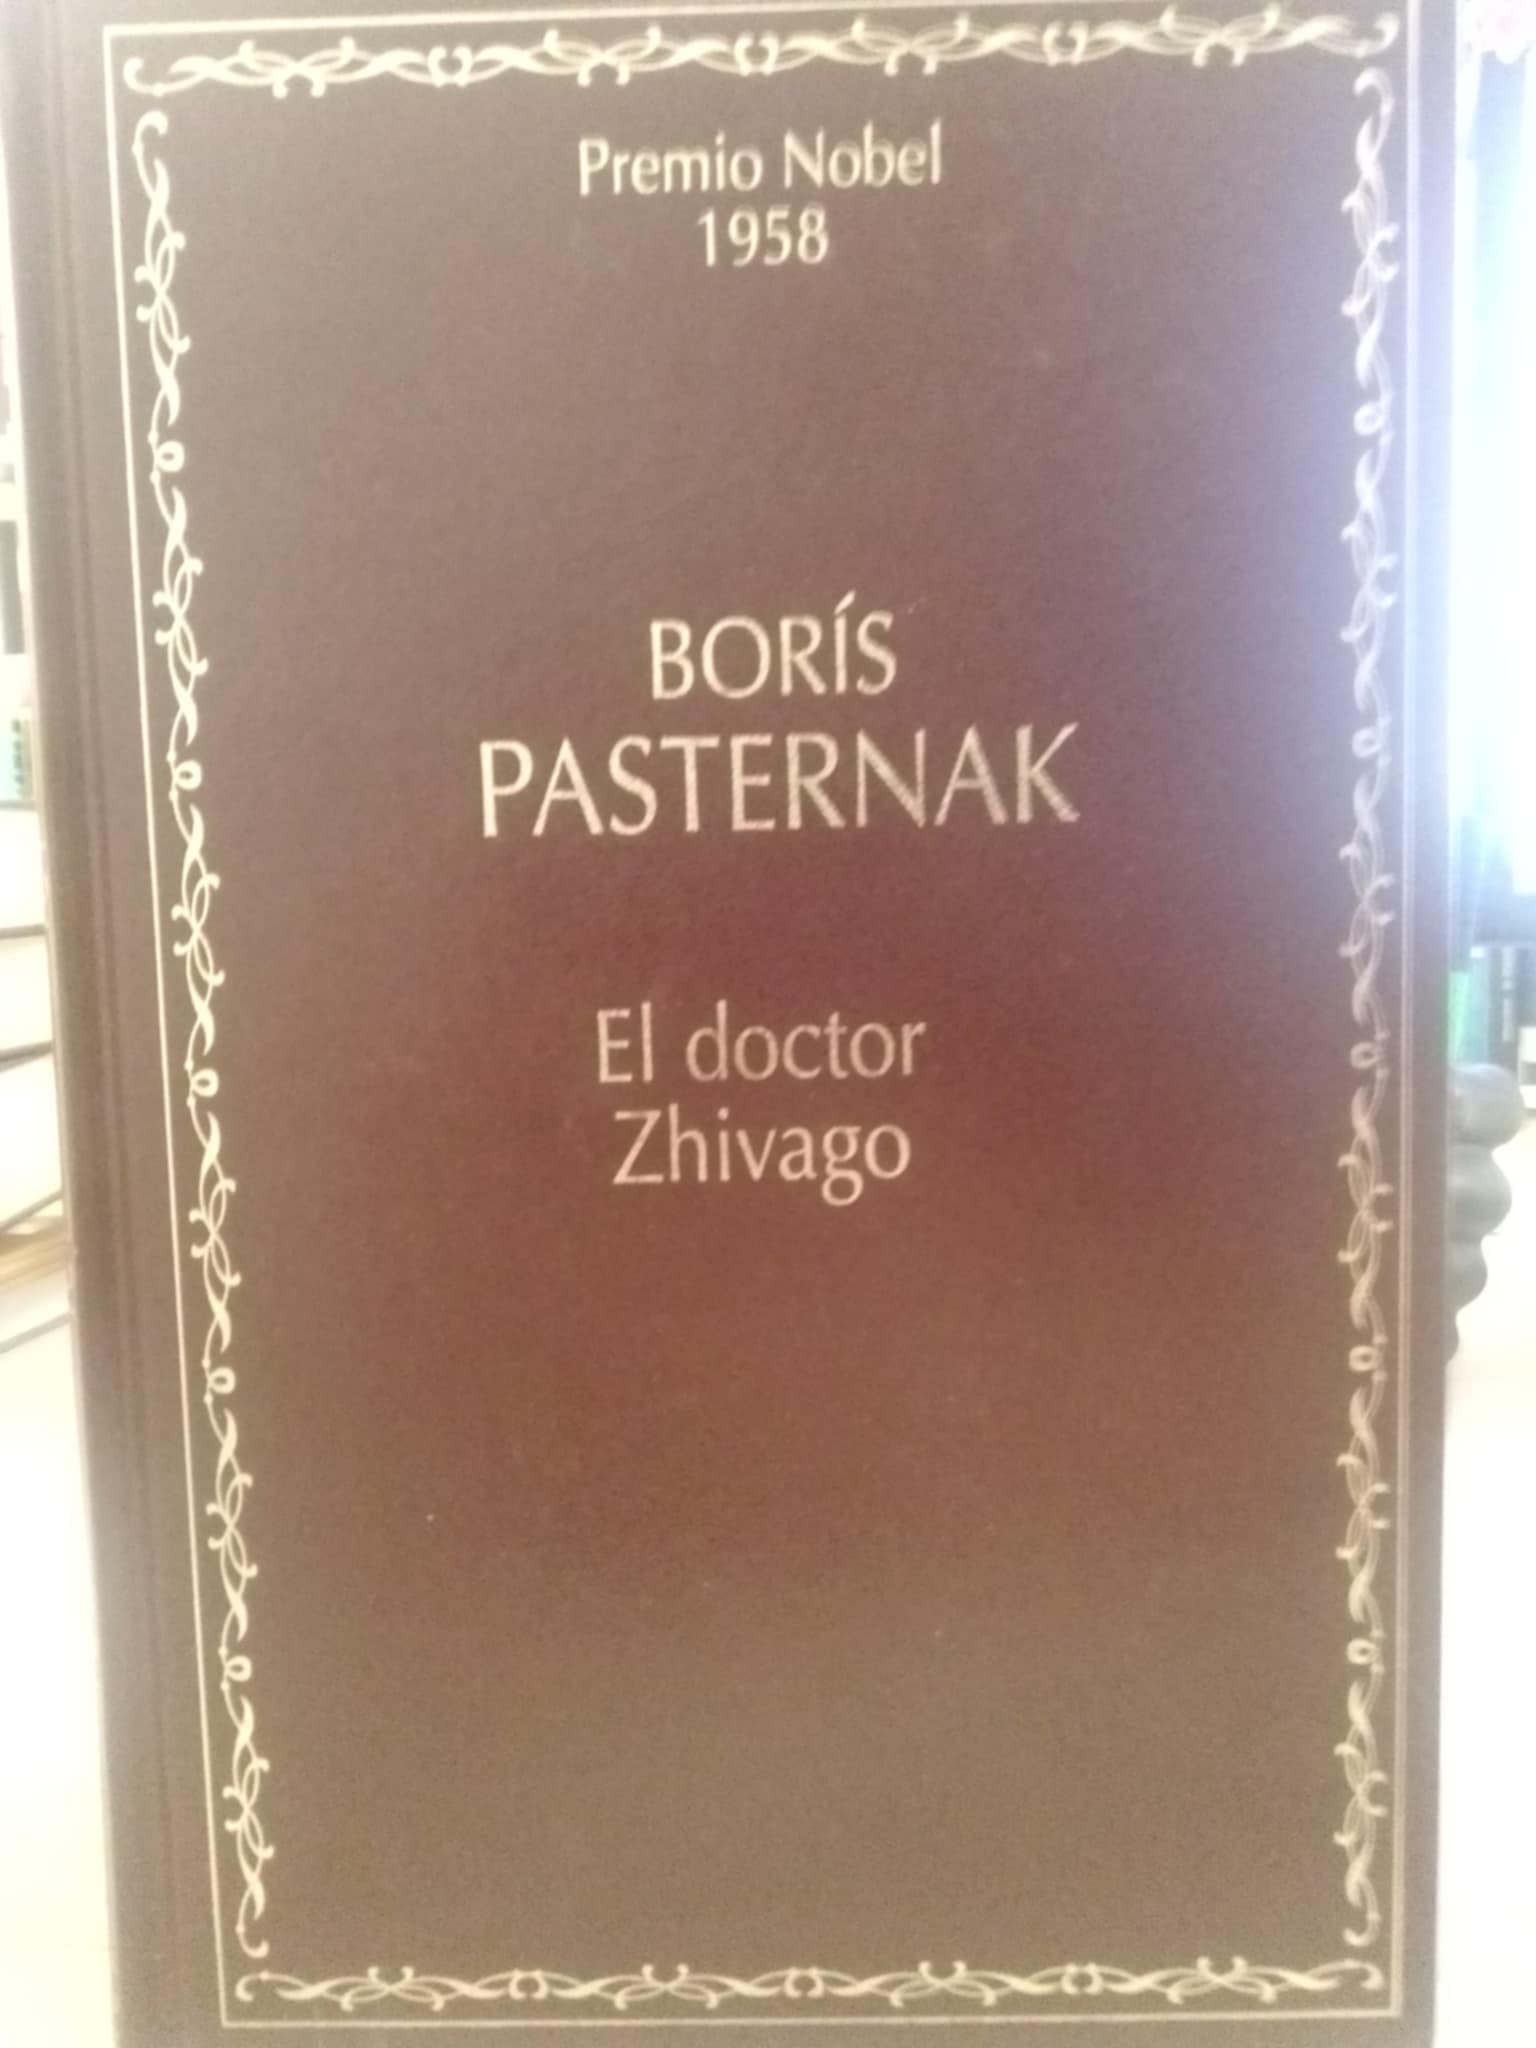 Premio Nobel
1958
BORÍS
PASTERNAK
El doctor
Zhivago